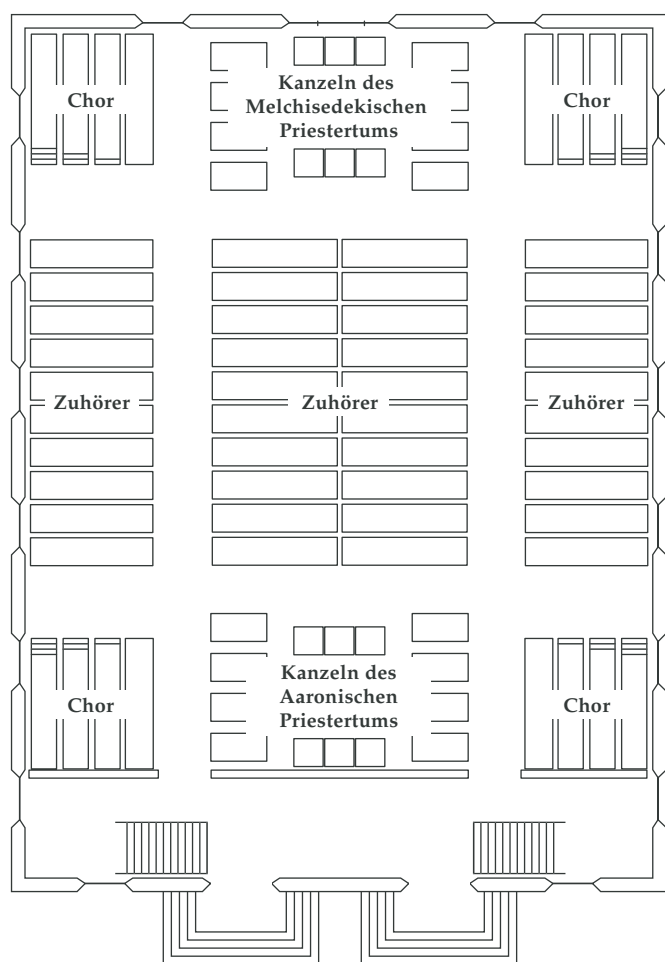 Chor
Kanzeln des
Melchisedekischen
Priestertums
Chor
Zuhörer
Zuhörer
Zuhörer
Chor
Kanzeln des
Aaronischen
Priestertums
Chor